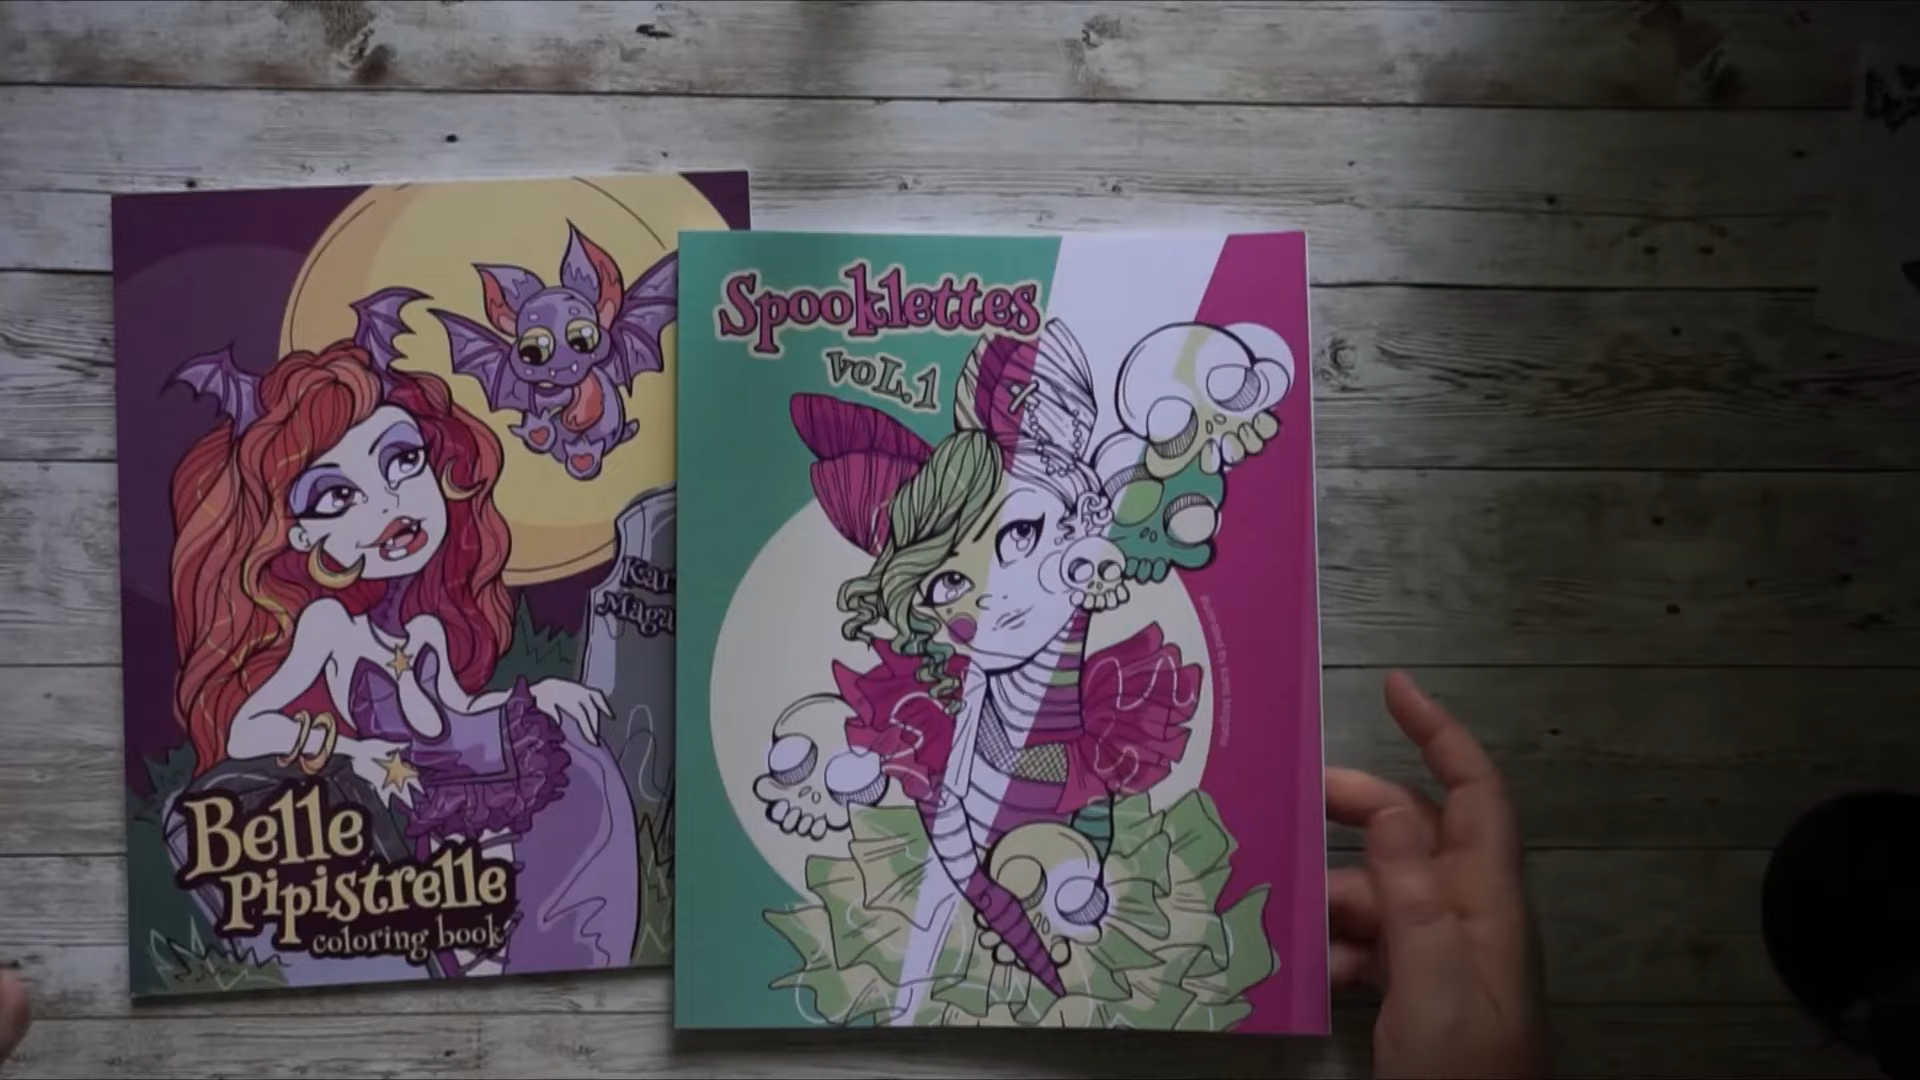 Belle
Pipistrelle
coloring book
Spooklettes
voL.1